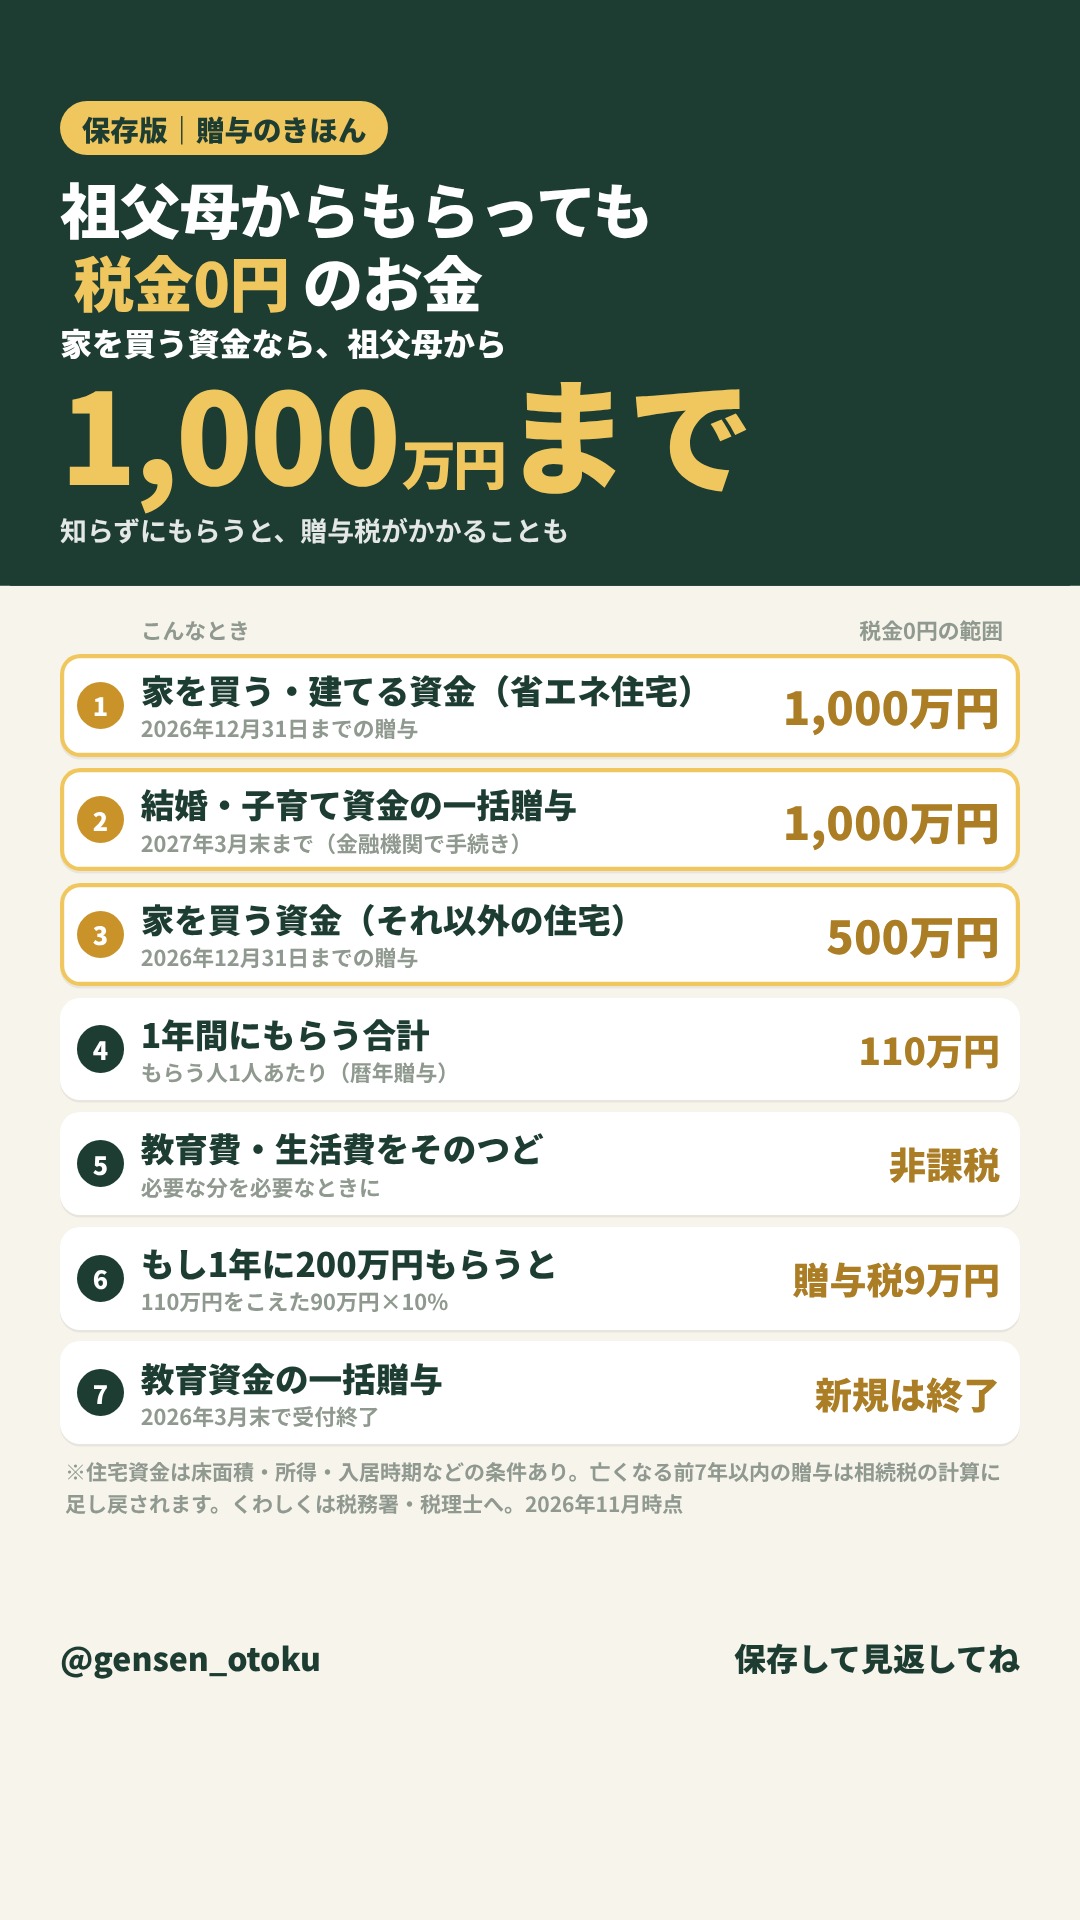 保存版｜贈与のきほん
祖父母からもらっても
税金0円 のお金
家を買う資金なら、祖父母から
1,000万円まで
知らずにもらうと、贈与税がかかることも
こんなとき 税金0円の範囲
1 家を買う・建てる資金（省エネ住宅） 1,000万円
2026年12月31日までの贈与
2 結婚・子育て資金の一括贈与 1,000万円
2027年3月末まで（金融機関で手続き）
3 家を買う資金（それ以外の住宅） 500万円
2026年12月31日までの贈与
4 1年間にもらう合計 110万円
もらう人1人あたり（暦年贈与）
5 教育費・生活費をそのつど 非課税
必要な分を必要なときに
6 もし1年に200万円もらうと 贈与税9万円
110万円をこえた90万円×10%
7 教育資金の一括贈与 新規は終了
2026年3月末で受付終了
※住宅資金は床面積・所得・入居時期などの条件あり。亡くなる前7年以内の贈与は相続税の計算に
足し戻されます。くわしくは税務署・税理士へ。2026年11月時点
@gensen_otoku 保存して見返してね